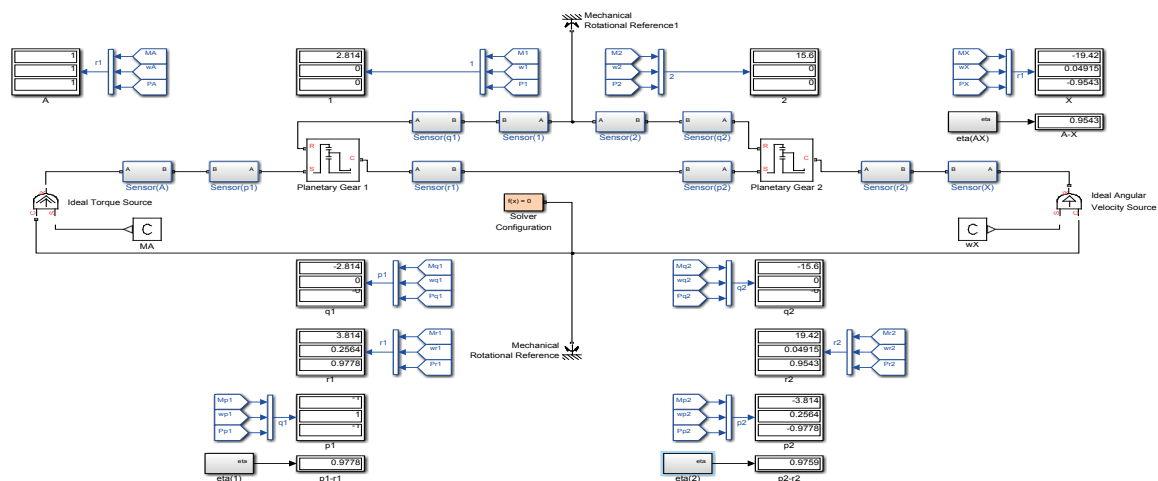 Mechanical
Rotational Reference1
1
1
1
A
r1
MA
wA
PA
2.814
0
0
1
1
M1
w1
P1
M2
w2
P2
2
15.6
0
0
2
MX
wX
PX
r1
-19.42
0.04915
-0.9543
X
eta
eta(AX)
0.9543
A-X
A B
Sensor(q1)
A B
Sensor(1)
A B
Sensor(2)
A B
Sensor(q2)
A B
Sensor(A)
B A
Sensor(p1)
R
S
C
Planetary Gear 1
A B
Sensor(r1)
B A
Sensor(p2)
R
S
C
Planetary Gear 2
A B
Sensor(r2)
A B
Sensor(X)
Ideal Torque Source
R
C
S
C
MA
f(x) = 0
Solver
Configuration
C
wX
R
S
C
Ideal Angular
Velocity Source
-2.814
0
-0
q1
p1
Mq1
wq1
Pq1
Mq2
wq2
Pq2
q2
-15.6
0
-0
q2
3.814
0.2564
0.9778
r1
r1
Mr1
wr1
Pr1
Mechanical
Rotational Reference
19.42
0.04915
0.9543
r2
r2
Mr2
wr2
Pr2
Mp1
wp1
Pp1
q1
-1
1
-1
p1
Mp2
wp2
Pp2
p2
-3.814
0.2564
-0.9778
p2
eta
eta(1)
0.9778
p1-r1
eta
eta(2)
0.9759
p2-r2